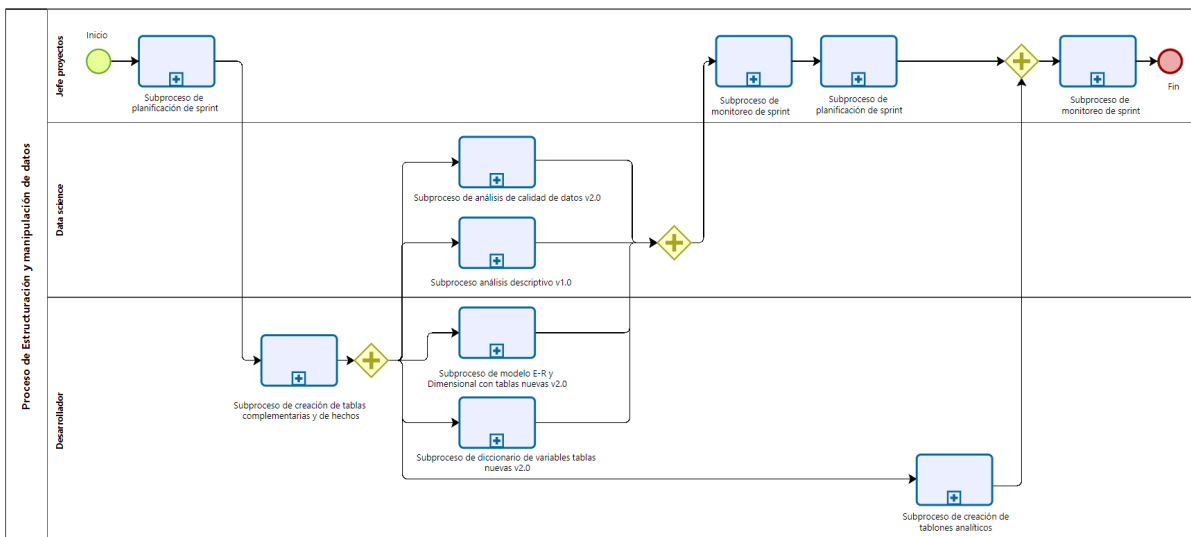 Proceso de Estructuración y manipulación de datos
Jefe proyectos
Inicio
Subproceso de
planificación de sprint
Subproceso de
monitoreo de sprint
Subproceso de
planificación de sprint
Subproceso de
monitoreo de sprint
Fin
Data science
Subproceso de análisis de calidad de datos v2.0
Subproceso análisis descriptivo v1.0
Desarrollador
Subproceso de creación de tablas
complementarias y de hechos
Subproceso de modelo E-R y
Dimensional con tablas nuevas v2.0
Subproceso de diccionario de variables tablas
nuevas v2.0
Subproceso de creación de
tablones analíticos